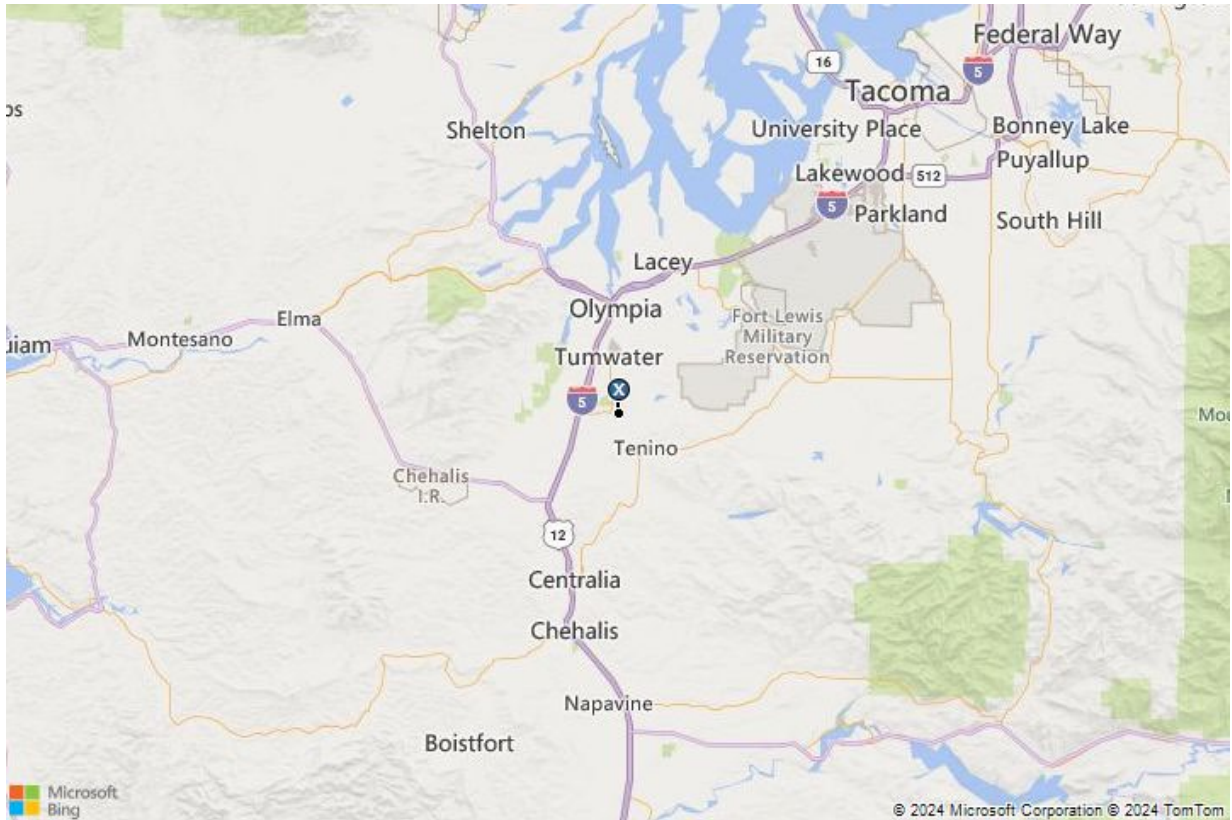 Federal Way
16
5
Tacoma
Shelton
University Place
Bonney Lake
Puyallup
Lakewood
512
5
Parkland
South Hill
Lacey
Olympia
Elma
Fort Lewis
Military
Reservation
Montesano
uiam
Tumwater
X
5
Mou
Tenino
Chehalis
I.R.
12
Centralia
Chehalis
Napavine
Boistfort
Microsoft
Bing
© 2024 Microsoft Corporation © 2024 TomTom